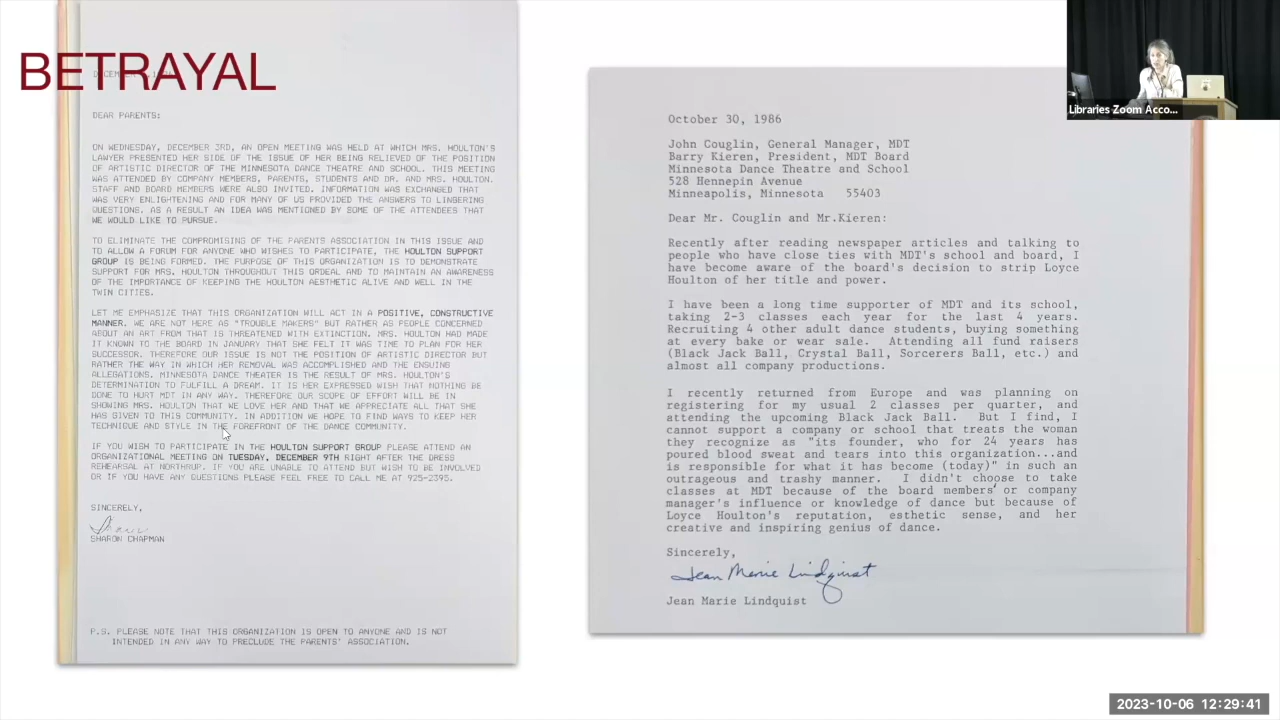 BETRAYAL
DEAR PARENTS:
ON WEDNESDAY, DECEMBER 3RD, AN OPEN MEETING WAS HELD AT WHICH MRS. HOULTON'S
LAWYER PRESENTED HER SIDE OF THE ISSUE OF HER BEING RELIEVED OF THE POSITION
OF ARTISTIC DIRECTOR OF THE MINNESOTA DANCE THEATRE AND SCHOOL. THIS MEETING
WAS ATTENDED BY COMPANY MEMBERS, PARENTS, STUDENTS AND DR. AND MRS. HOULTON.
STAFF AND BOARD MEMBERS WERE ALSO INVITED. INFORMATION WAS EXCHANGED THAT
WAS VERY ENLIGHTENING AND FOR MANY OF US PROVIDED THE ANSWERS TO LINGERING
QUESTIONS. AS A RESULT AN IDEA WAS MENTIONED BY SOME OF THE ATTENDEES THAT
WE WOULD LIKE TO PURSUE.
TO ELIMINATE THE COMPROMISING OF THE PARENTS ASSOCIATION IN THIS ISSUE AND
TO ALLOW A FORUM FOR ANYONE WHO WISHES TO PARTICIPATE, THE HOULTON SUPPORT
GROUP IS BEING FORMED. THE PURPOSE OF THIS ORGANIZATION IS TO DEMONSTRATE
SUPPORT FOR MRS. HOULTON THROUGHOUT THIS ORDEAL AND TO MAINTAIN AN AWARENESS
OF THE IMPORTANCE OF KEEPING THE HOULTON AESTHETIC ALIVE AND WELL IN THE
TWIN CITIES.
LET ME EMPHASIZE THAT THIS ORGANIZATION WILL ACT IN A POSITIVE, CONSTRUCTIVE
MANNER. WE ARE NOT HERE AS "TROUBLE MAKERS" BUT RATHER AS PEOPLE CONCERNED
ABOUT AN ART FROM THAT IS THREATENED WITH EXTINCTION. MRS. HOULTON HAD MADE
IT KNOWN TO THE BOARD IN JANUARY THAT SHE FELT IT WAS TIME TO PLAN FOR HER
SUCCESSOR. THEREFORE OUR ISSUE IS NOT THE POSITION OF ARTISTIC DIRECTOR BUT
RATHER THE WAY IN WHICH HER REMOVAL WAS ACCOMPLISHED AND THE ENSUING
ALLEGATIONS. MINNESOTA DANCE THEATER IS THE RESULT OF MRS. HOULTON'S
DETERMINATION TO FULFILL A DREAM. IT IS HER EXPRESSED WISH THAT NOTHING BE
DONE TO HURT MDT IN ANY WAY. THEREFORE OUR SCOPE OF EFFORT WILL BE IN
SHOWING MRS. HOULTON THAT WE LOVE HER AND THAT WE APPRECIATE ALL THAT SHE
HAS GIVEN TO THIS COMMUNITY. IN ADDITION WE HOPE TO FIND WAYS TO KEEP HER
TECHNIQUE AND STYLE IN THE FOREFRONT OF THE DANCE COMMUNITY.
IF YOU WISH TO PARTICIPATE IN THE HOULTON SUPPORT GROUP PLEASE ATTEND AN
ORGANIZATIONAL MEETING ON TUESDAY, DECEMBER 9TH RIGHT AFTER THE DRESS
REHEARSAL AT NORTHRUP. IF YOU ARE UNABLE TO ATTEND BUT WISH TO BE INVOLVED
OR IF YOU HAVE ANY QUESTIONS PLEASE FEEL FREE TO CALL ME AT 925-2395.
SINCERELY,
SHARON CHAPMAN
P.S. PLEASE NOTE THAT THIS ORGANIZATION IS OPEN TO ANYONE AND IS NOT
INTENDED IN ANY WAY TO PRECLUDE THE PARENTS' ASSOCIATION.
October 30, 1986
John Couglin, General Manager, MDT
Barry Kieren, President, MDT Board
Minnesota Dance Theatre and School
528 Hennepin Avenue
Minneapolis, Minnesota 55403
Dear Mr. Couglin and Mr.Kieren:
Recently after reading newspaper articles and talking to
people who have close ties with MDT's school and board, I
have become aware of the board's decision to strip Loyce
Houlton of her title and power.
I have been a long time supporter of MDT and its school,
taking 2-3 classes each year for the last 4 years.
Recruiting 4 other adult dance students, buying something
at every bake or wear sale. Attending all fund raisers
(Black Jack Ball, Crystal Ball, Sorcerers Ball, etc.) and
almost all company productions.
I recently returned from Europe and was planning on
registering for my usual 2 classes per quarter, and
attending the upcoming Black Jack Ball. But I find, I
cannot support a company or school that treats the woman
they recognize as "its founder, who for 24 years has
poured blood sweat and tears into this organization...and
is responsible for what it has become (today)" in such an
outrageous and trashy manner. I didn't choose to take
classes at MDT because of the board members' or company
manager's influence or knowledge of dance but because of
Loyce Houlton's reputation, esthetic sense, and her
creative and inspiring genius of dance.
Sincerely,
Jean Marie Lindquist
Jean Marie Lindquist
Libraries Zoom Acco...
2023-10-06 12:29:41